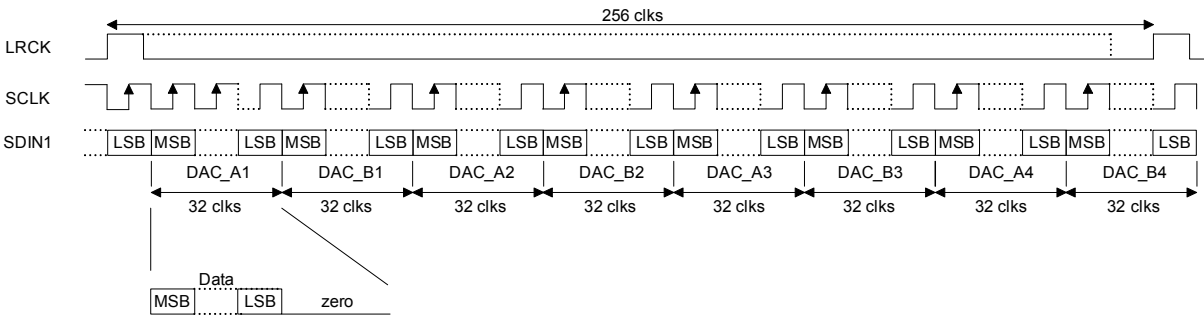 256 clks
LRCK
SCLK
SDIN1 LSB MSB LSB MSB LSB MSB LSB MSB LSB MSB LSB MSB LSB MSB LSB MSB LSB
DAC_A1 DAC_B1 DAC_A2 DAC_B2 DAC_A3 DAC_B3 DAC_A4 DAC_B4
32 clks 32 clks 32 clks 32 clks 32 clks 32 clks 32 clks 32 clks
Data
MSB LSB zero